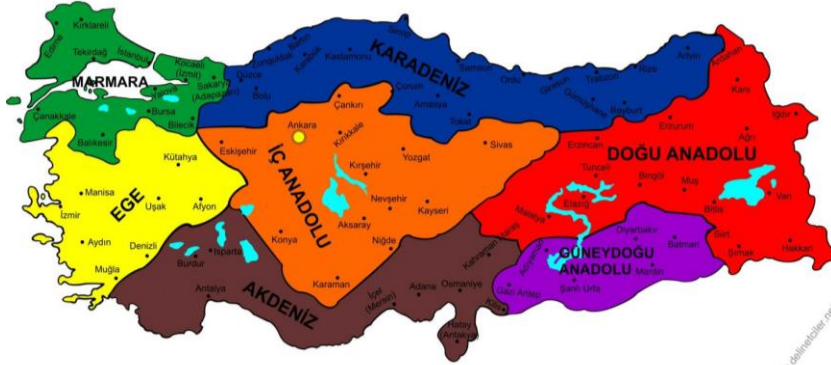 Kırklareli
Edirne
Tekirdağ
İstanbul
MARMARA
Kocaeli
(İzmit)
Sakarya
(Adapazarı)
Yalova
Çanakkale
Bursa
Bilecik
Balıkesir
Düzce
Zonguldak
Bartın
Karabük
Bolu
Kastamonu
Sinop
KARADENİZ
Çorum
Amasya
Samsun
Tokat
Ordu
Giresun
Gümüşhane
Trabzon
Bayburt
Rize
Artvin
Ardahan
Kars
Iğdır
Ağrı
Erzurum
Erzincan
DOĞU ANADOLU
Tunceli
Bingöl
Muş
Elazığ
Malatya
Bitlis
Van
Siirt
Şırnak
Hakkari
Kütahya
Manisa
İzmir
Uşak
Afyon
EGE
Aydın
Denizli
Muğla
Eskişehir
Ankara
Çankırı
Kırıkkale
İÇ ANADOLU
Kırşehir
Yozgat
Sivas
Nevşehir
Kayseri
Aksaray
Konya
Niğde
Karaman
Isparta
Burdur
Antalya
AKDENİZ
İçel
(Mersin)
Adana
Osmaniye
Kahraman Maraş
Hatay
(Antakya)
Kilis
Gazi Antep
Adıyaman
Şanlı Urfa
Diyarbakır
Batman
Mardin
GÜNEYDOĞU
ANADOLU